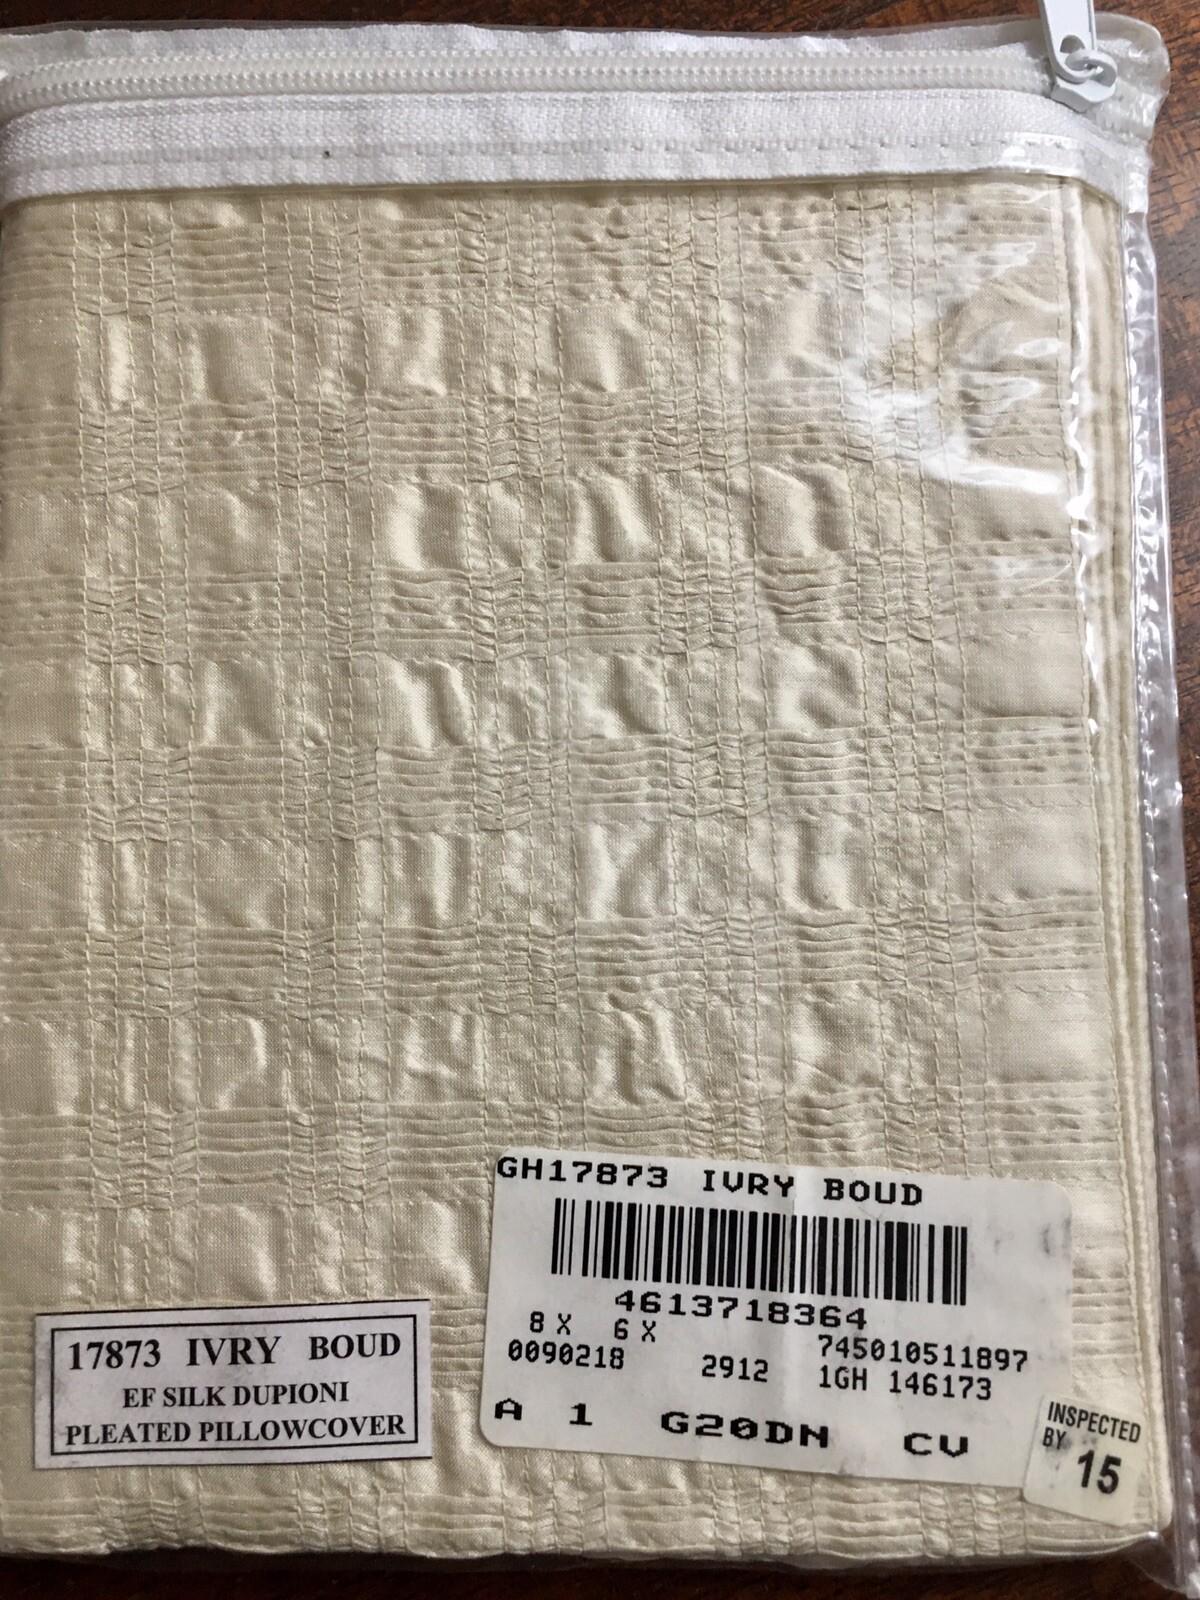 GH17873 IVRY BOUD
4613718364
8 X 6 X 745010511897
0090218 2912 1GH 146173
A 1 G20DN CV
INSPECTED
BY 15
17873 IVRY BOUD
EF SILK DUPIONI
PLEATED PILLOWCOVER